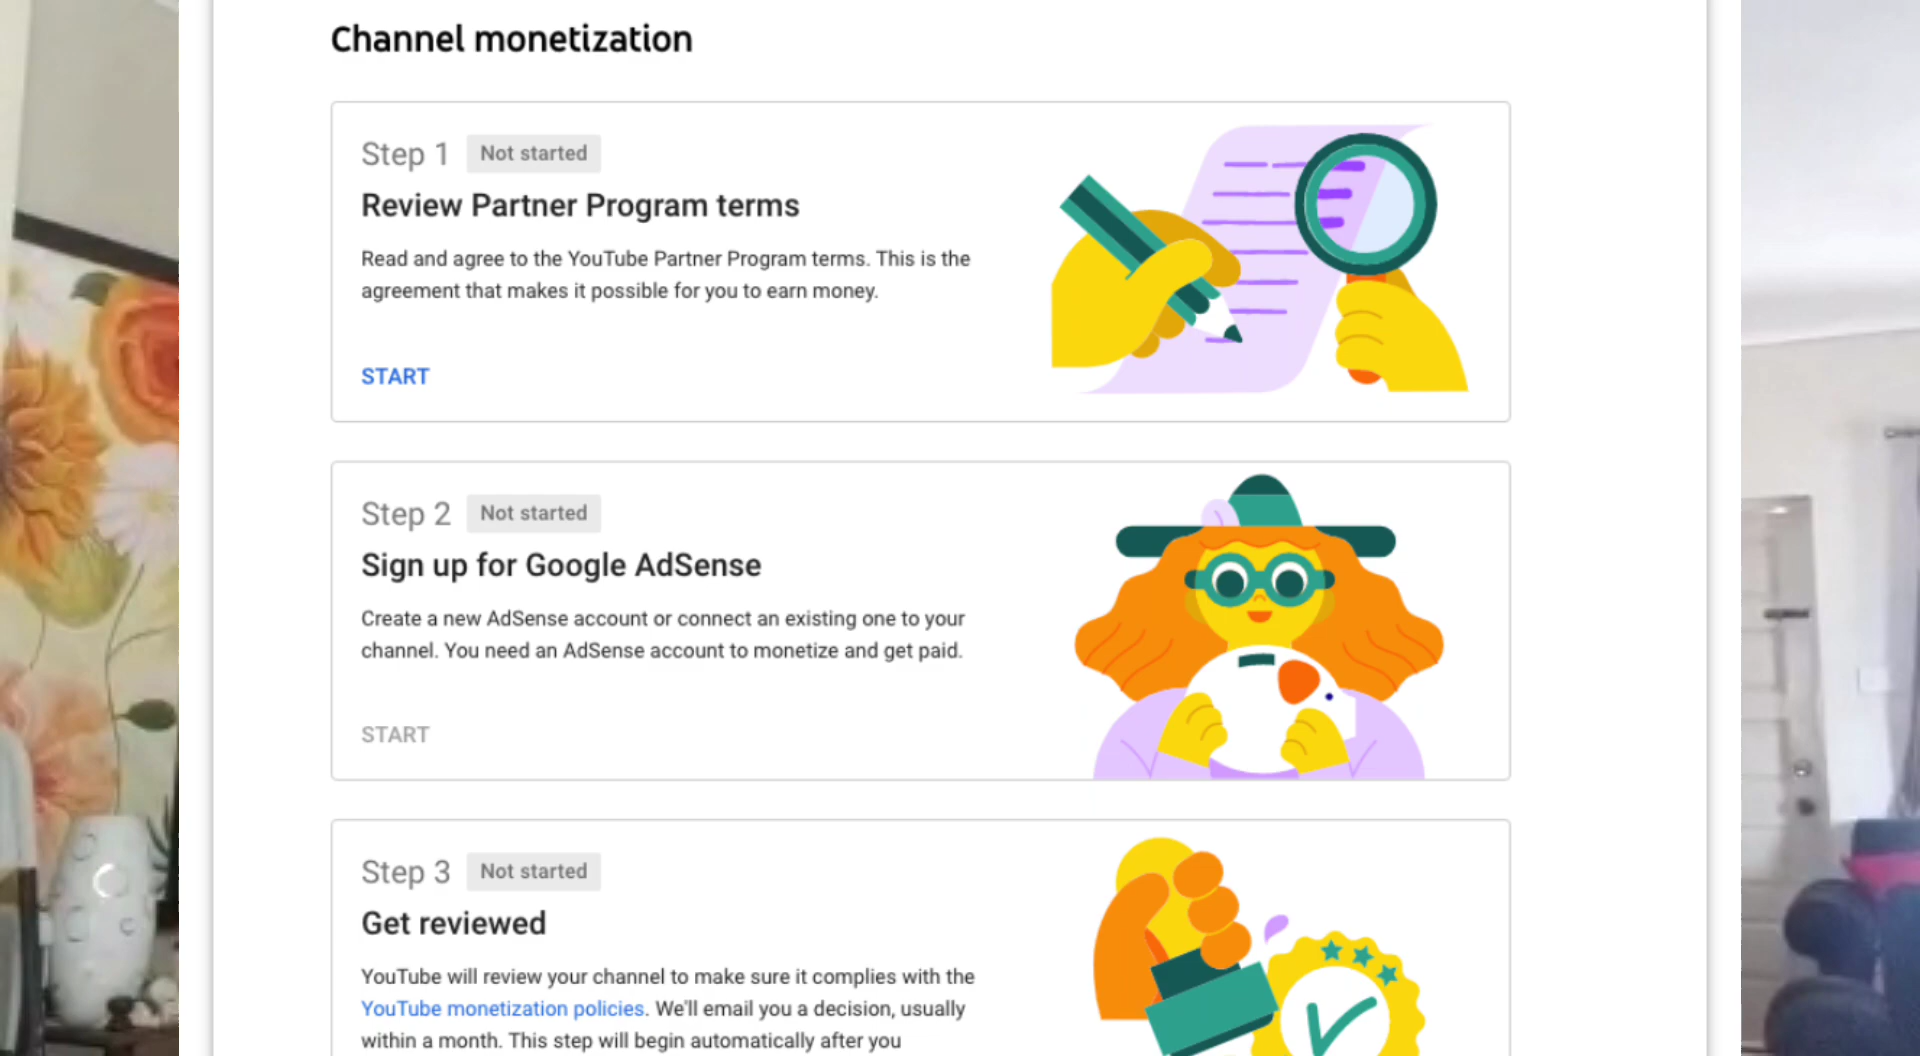 Channel monetization
Step 1 Not started
Review Partner Program terms
Read and agree to the YouTube Partner Program terms. This is the
agreement that makes it possible for you to earn money.
START
Step 2 Not started
Sign up for Google AdSense
Create a new AdSense account or connect an existing one to your
channel. You need an AdSense account to monetize and get paid.
START
Step 3 Not started
Get reviewed
YouTube will review your channel to make sure it complies with the
YouTube monetization policies. We'll email you a decision, usually
within a month. This step will begin automatically after you